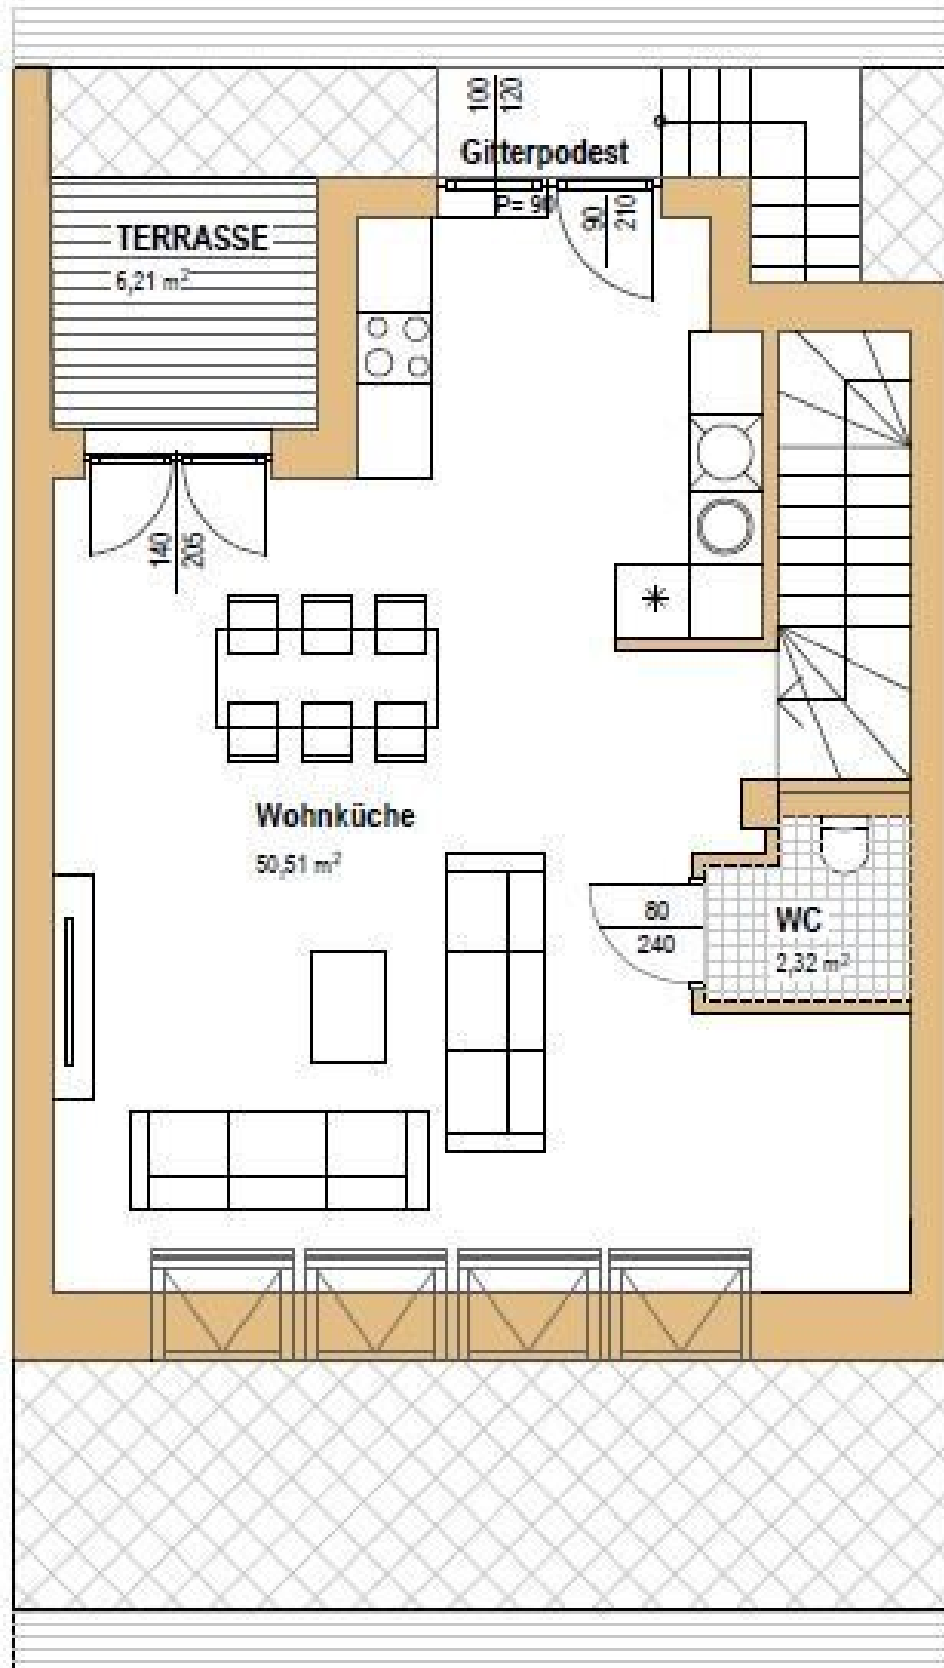 100
120
Gitterpodest
P= 90
90
210
TERRASSE
6,21 m²
140
205
Wohnküche
50,51 m²
80
240
WC
2,32 m²